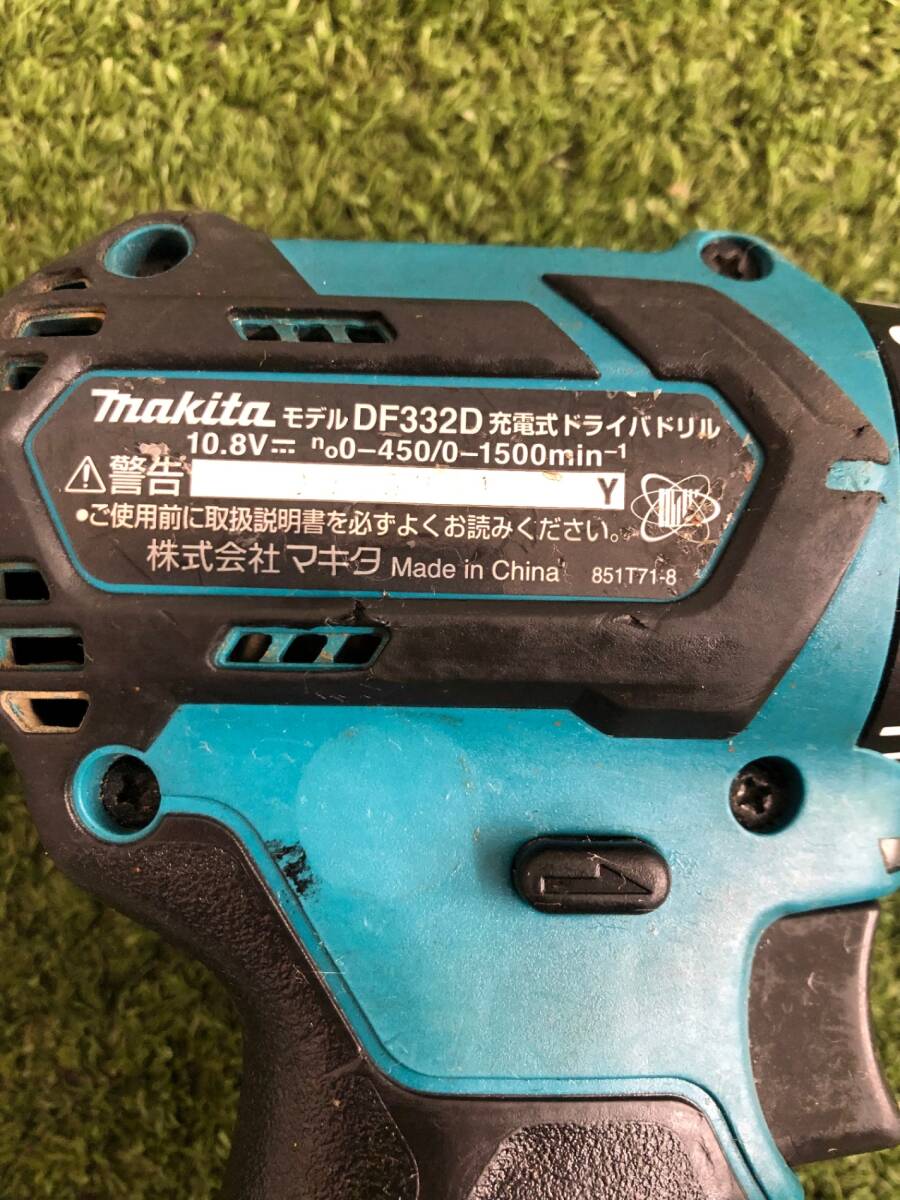 makita モデル DF332D 充電式ドライバドリル
10.8V⎓ n₀0-450/0-1500min⁻¹
⚠警告 Y
●ご使用前に取扱説明書を必ずよくお読みください。
株式会社マキタ Made in China 851T71-8